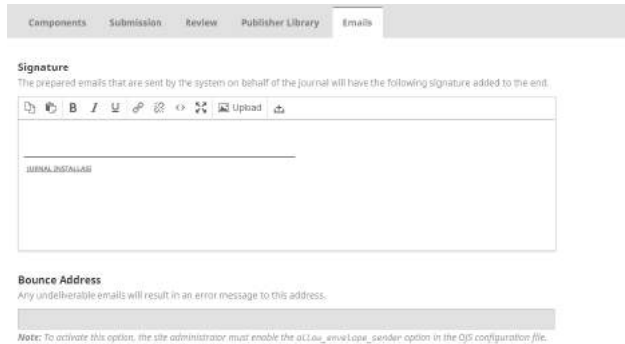 Components Submission Review Publisher Library Emails
Signature
The prepared emails that are sent by the system on behalf of the journal will have the following signature added to the end.
B I U Upload
JURNAL INSTALLASI
Bounce Address
Any undeliverable emails will result in an error message to this address.
Note: To activate this option, the site administrator must enable the allow_envelope_sender option in the OJS configuration file.